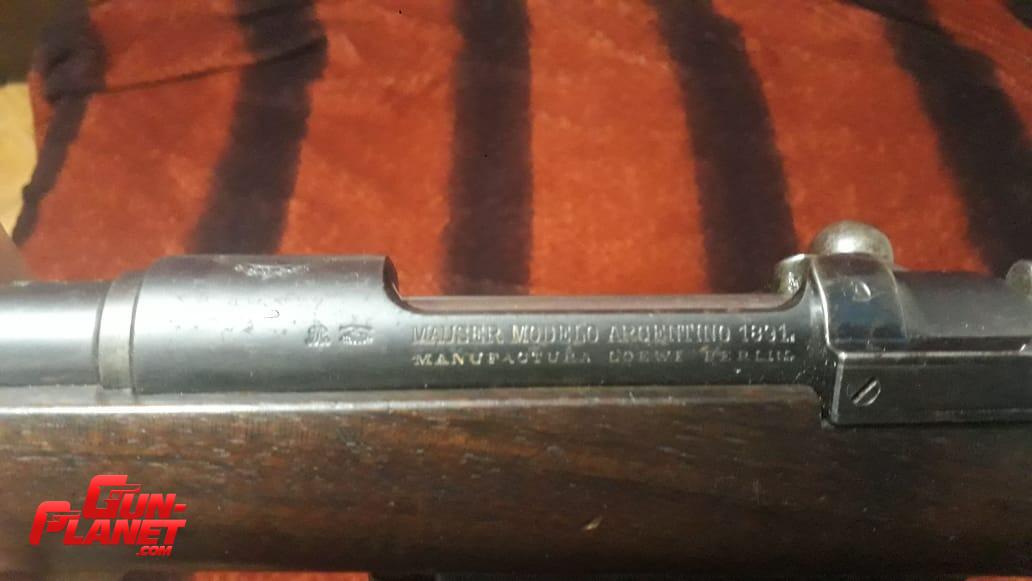 MAUSER MODELO ARGENTINO 1891.
MANUFACTURA LOEWE BERLIN
GUN-
PLANET
.COM